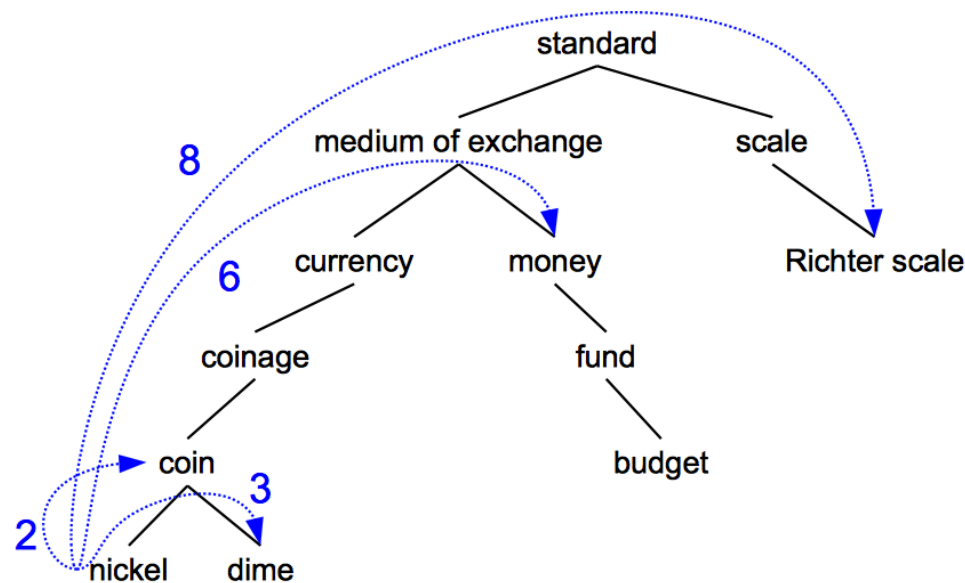 standard
8
medium of exchange
scale
6
currency
money
Richter scale
coinage
fund
2
coin
3
budget
nickel
dime